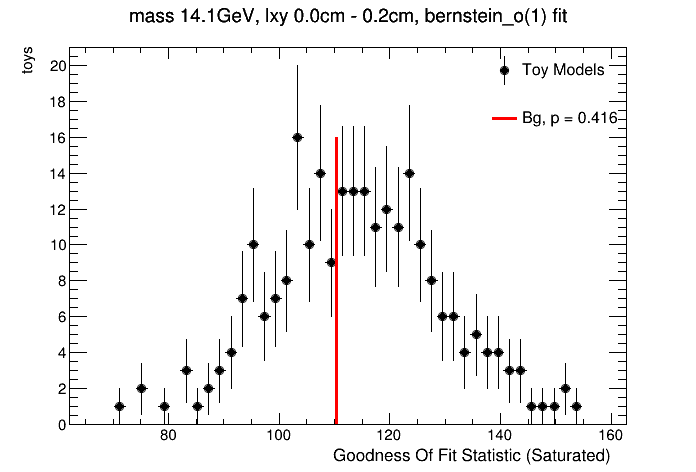 mass 14.1GeV, lxy 0.0cm - 0.2cm, bernstein_o(1) fit
toys
20
18
16
14
12
10
8
6
4
2
0
Toy Models
Bg, p = 0.416
80 100 120 140 160
Goodness Of Fit Statistic (Saturated)